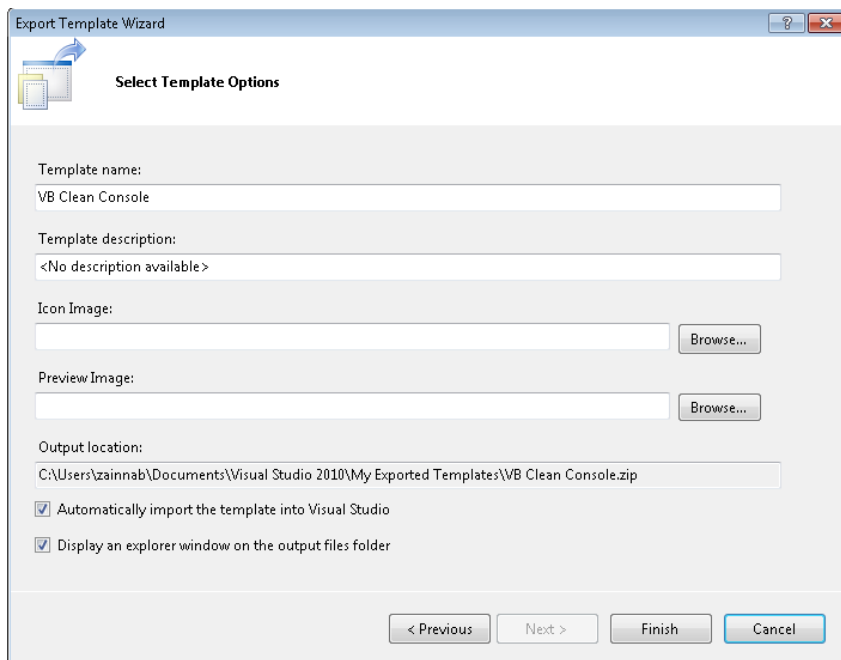 Export Template Wizard
Select Template Options
Template name:
VB Clean Console
Template description:
<No description available>
Icon Image:
Browse...
Preview Image:
Browse...
Output location:
C:\Users\zainnab\Documents\Visual Studio 2010\My Exported Templates\VB Clean Console.zip
Automatically import the template into Visual Studio
Display an explorer window on the output files folder
< Previous Next > Finish Cancel